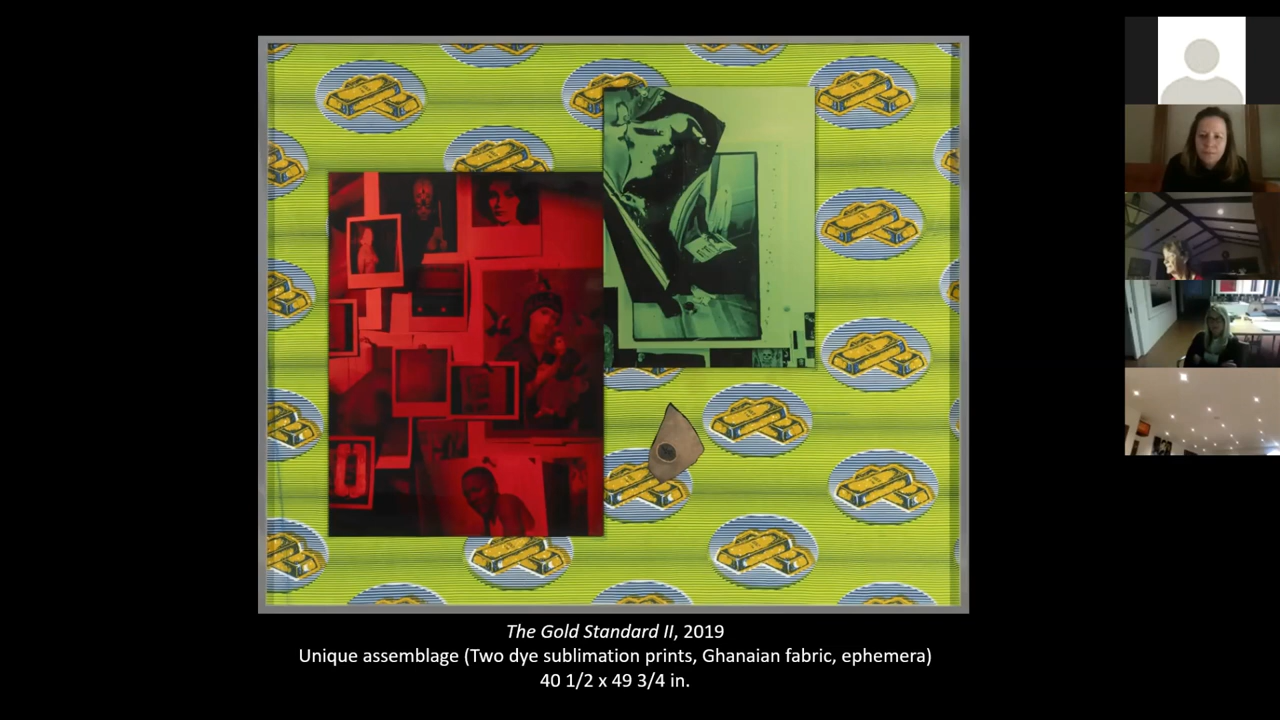 The Gold Standard II, 2019
Unique assemblage (Two dye sublimation prints, Ghanaian fabric, ephemera)
40 1/2 x 49 3/4 in.